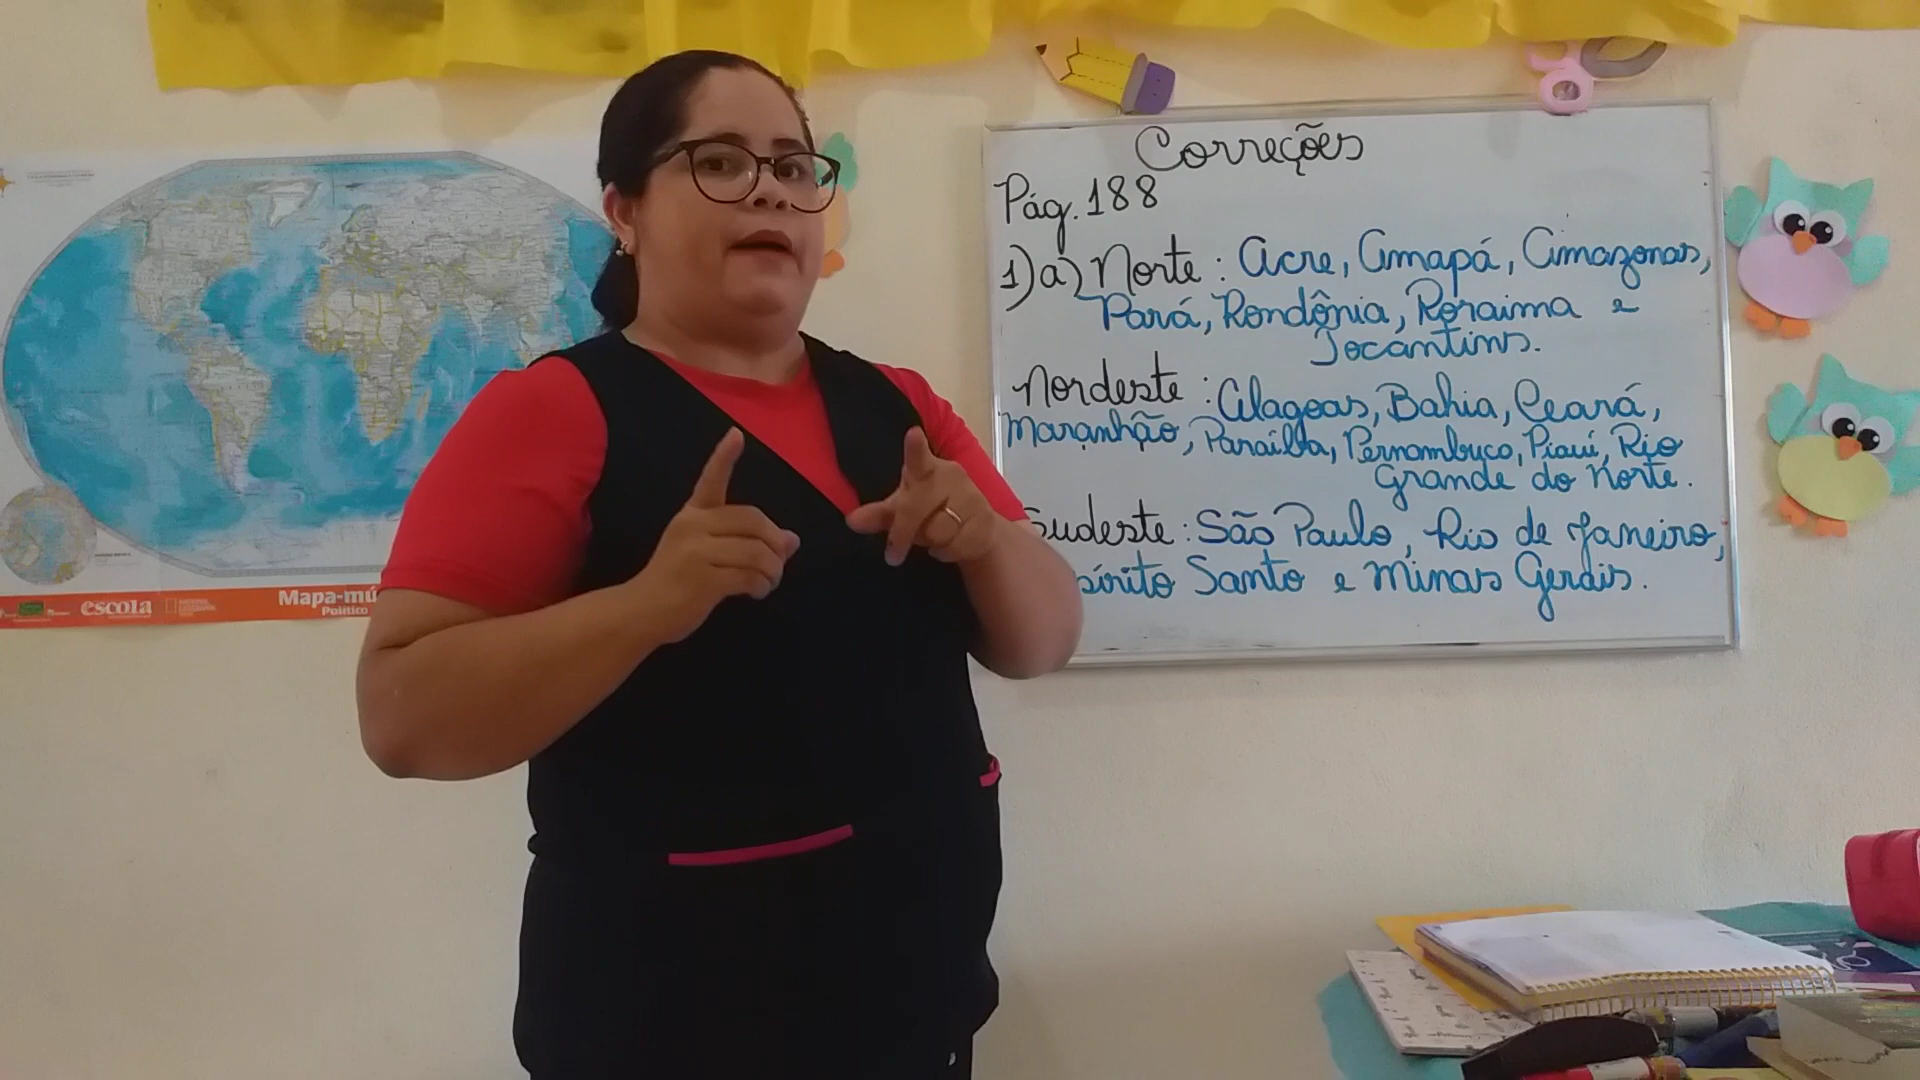 Correções
Pág. 188
1) a) Norte: Acre, Amapá, Amazonas,
Pará, Rondônia, Roraima e
Tocantins.
Nordeste: Alagoas, Bahia, Ceará,
Maranhão, Paraíba, Pernambuco, Piauí, Rio
Grande do Norte.
Sudeste: São Paulo, Rio de Janeiro,
pírito Santo e Minas Gerais.
escola
Mapa-mú
Político